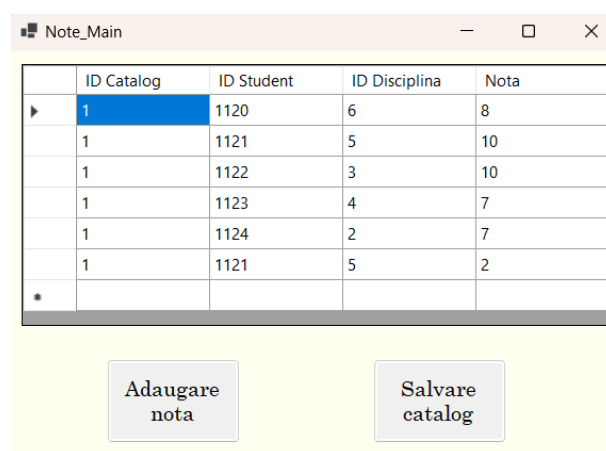 Note_Main
ID Catalog ID Student ID Disciplina Nota
1 1120 6 8
1 1121 5 10
1 1122 3 10
1 1123 4 7
1 1124 2 7
1 1121 5 2
Adaugare Salvare
nota catalog